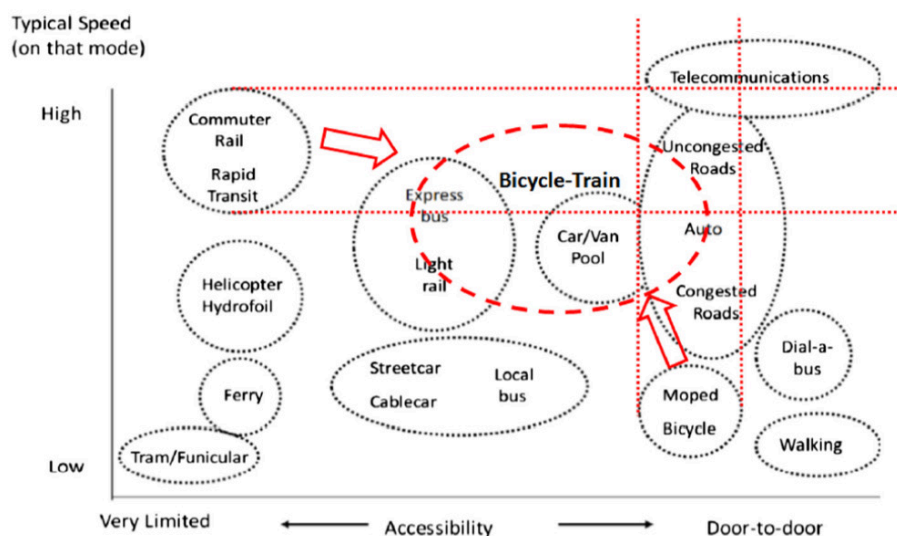 Typical Speed
(on that mode)
High
Low
Telecommunications
Commuter
Rail
Rapid
Transit
Uncongested
Roads
Bicycle-Train
Express
bus
Light
rail
Car/Van
Pool
Auto
Congested
Roads
Helicopter
Hydrofoil
Dial-a-
bus
Streetcar
Cablecar
Local
bus
Ferry
Moped
Bicycle
Tram/Funicular
Walking
Very Limited
Accessibility
Door-to-door